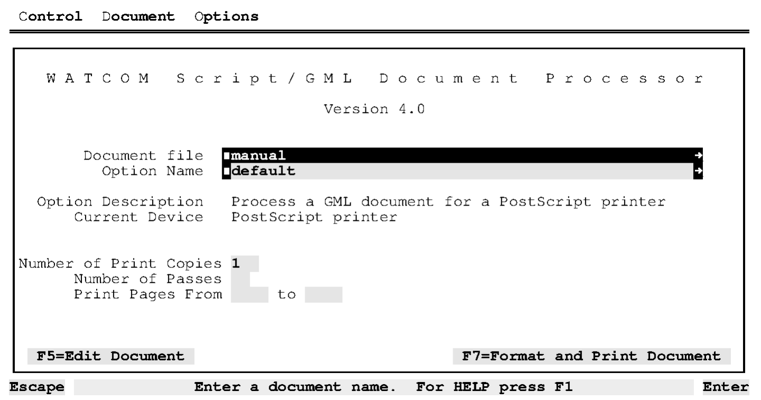 Control Document Options
WATCOM Script/GML Document Processor
Version 4.0
Document file manual
Option Name default
Option Description Process a GML document for a PostScript printer
Current Device PostScript printer
Number of Print Copies 1
Number of Passes
Print Pages From to
F5=Edit Document F7=Format and Print Document
Escape Enter a document name. For HELP press F1 Enter